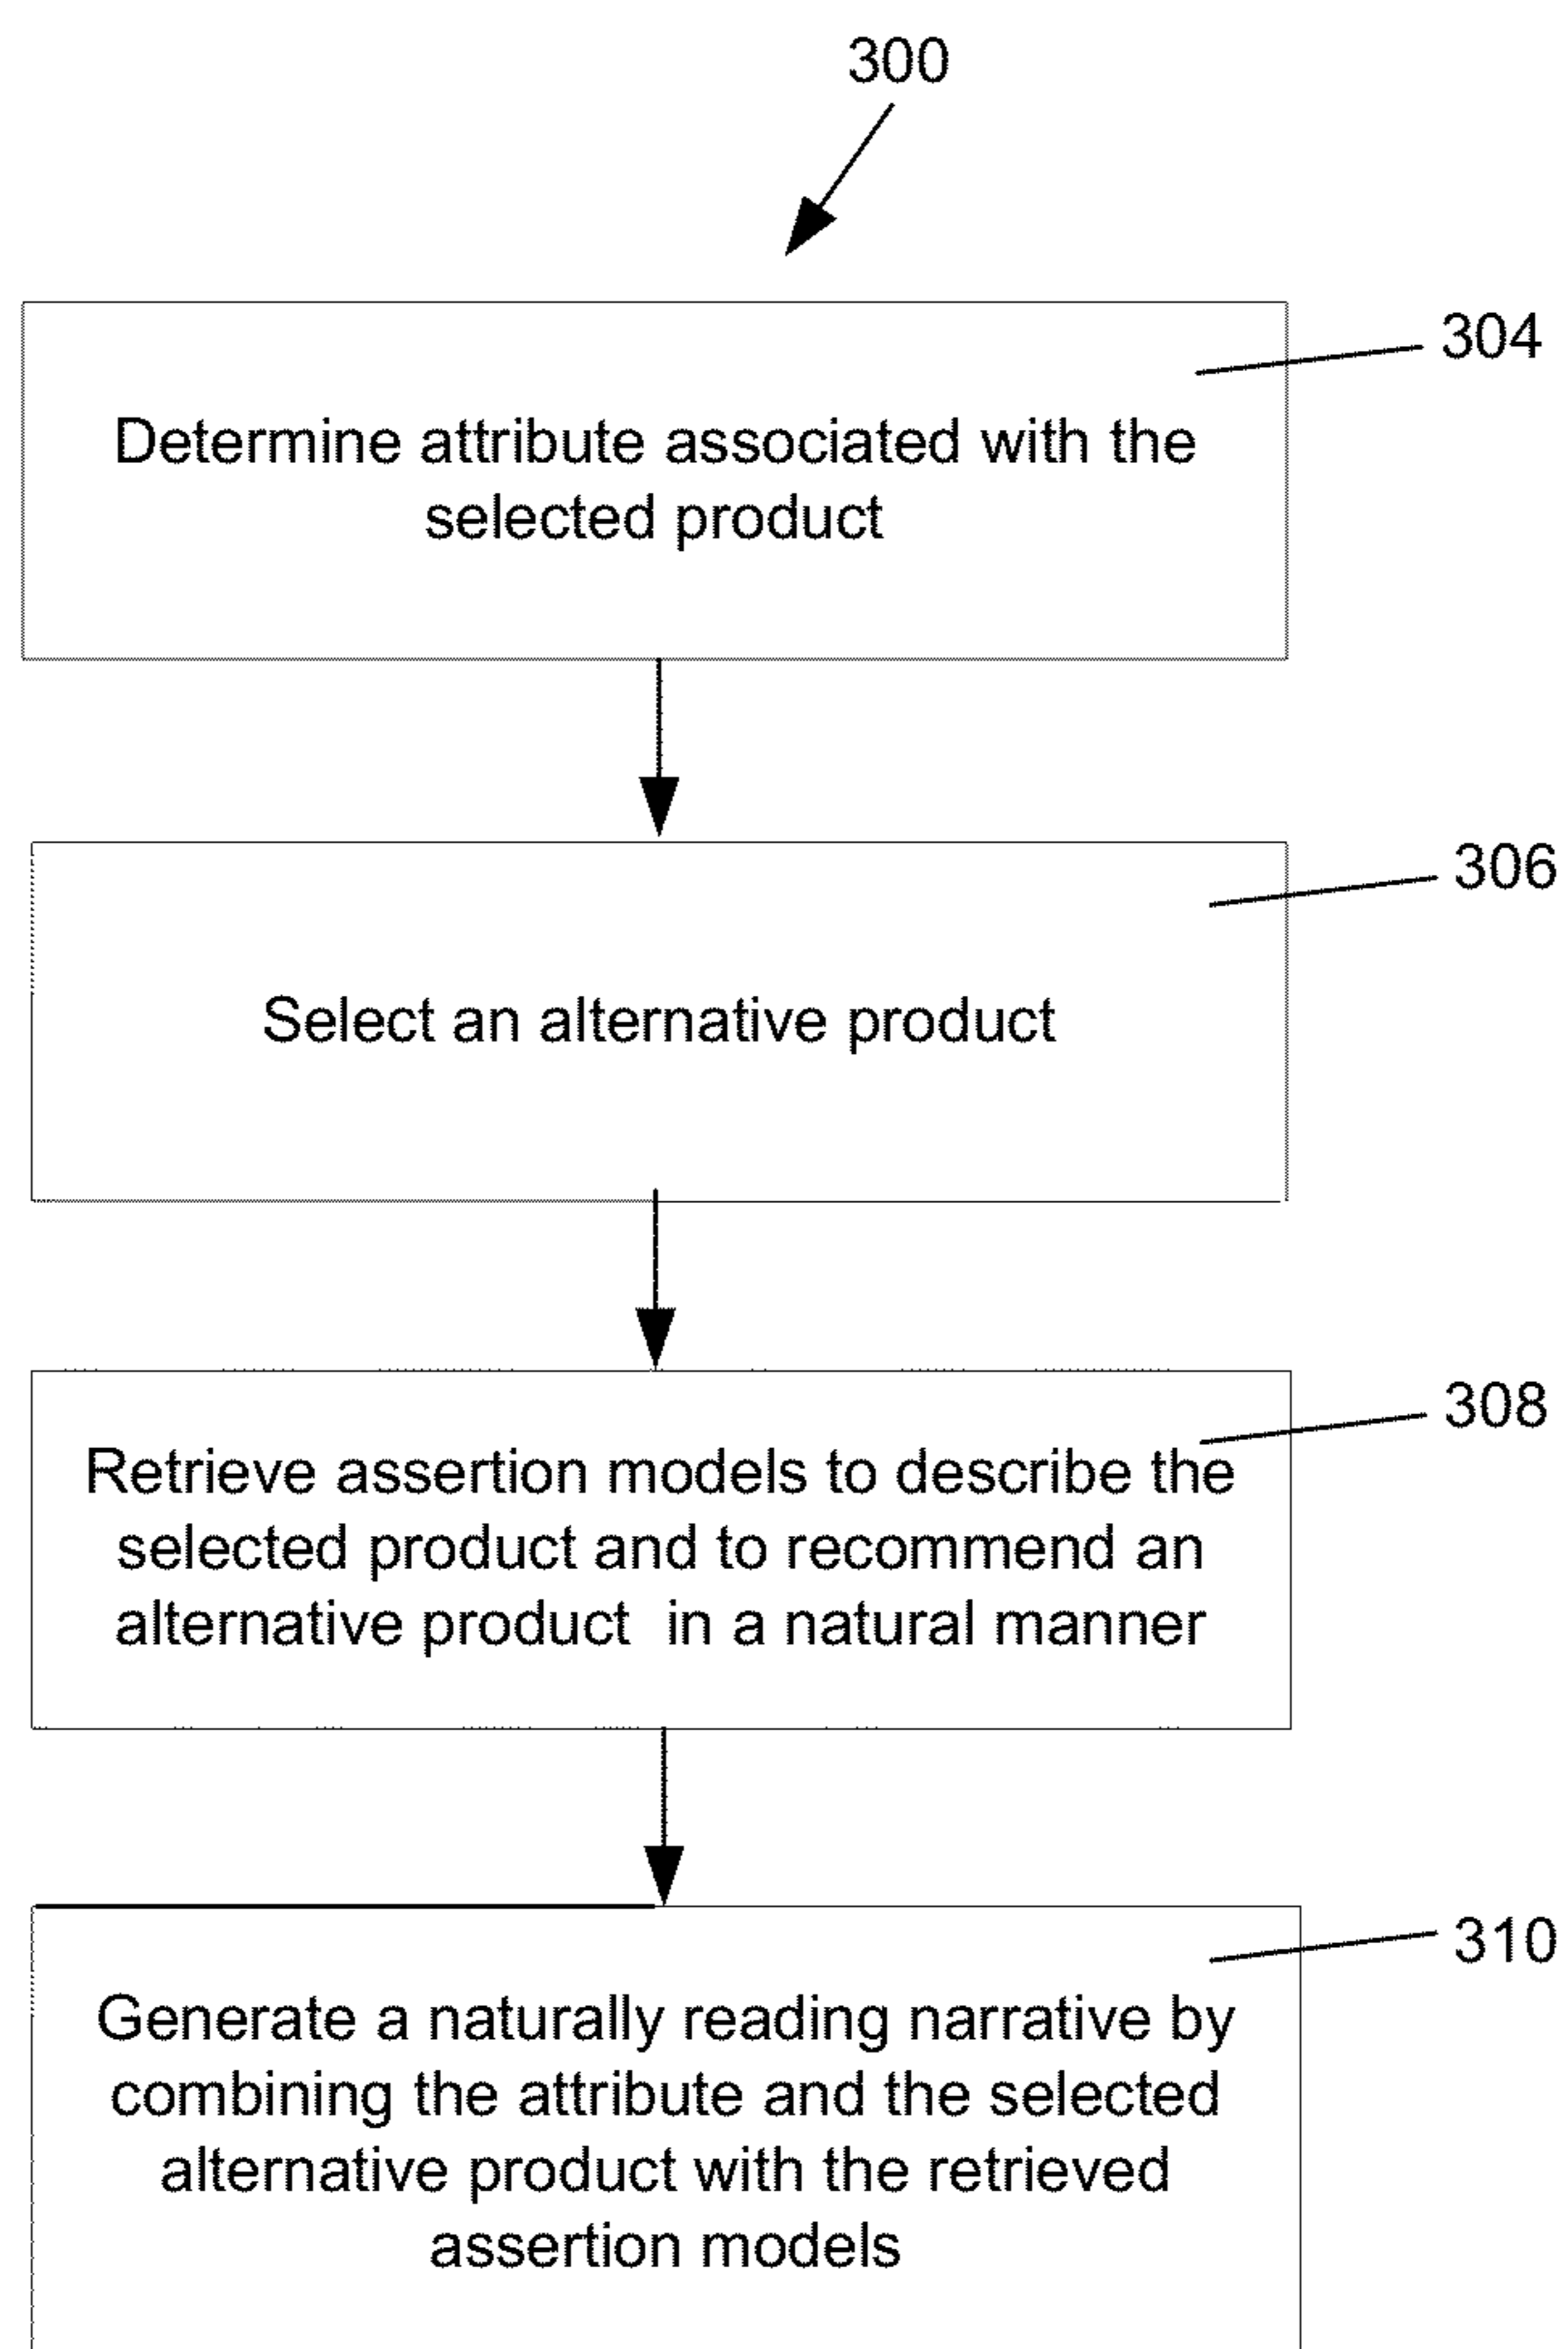 300
304
Determine attribute associated with the
selected product
306
Select an alternative product
308
Retrieve assertion models to describe the
selected product and to recommend an
alternative product in a natural manner
310
Generate a naturally reading narrative by
combining the attribute and the selected
alternative product with the retrieved
assertion models